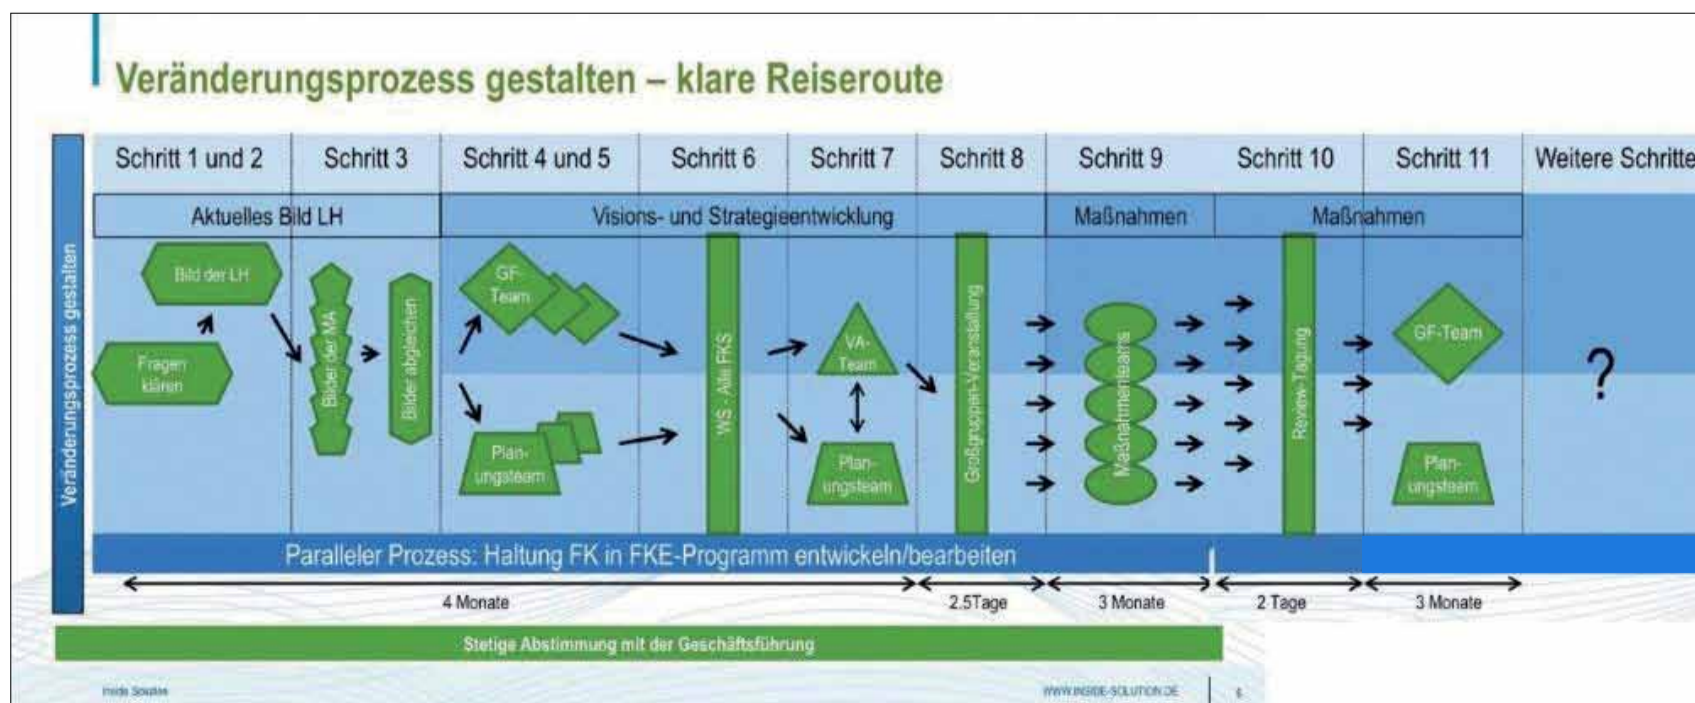 Veränderungsprozess gestalten – klare Reiseroute
Veränderungsprozess gestalten
Schritt 1 und 2
Schritt 3
Schritt 4 und 5
Schritt 6
Schritt 7
Schritt 8
Schritt 9
Schritt 10
Schritt 11
Weitere Schritte
Aktuelles Bild LH
Visions- und Strategieentwicklung
Maßnahmen
Maßnahmen
Bild der LH
Fragen
klären
Bilder der MA
Bilder abgleichen
GF-
Team
Plan-
ungsteam
WS - Alle FKS
VA-
Team
Plan-
ungsteam
Großgruppen-Veranstaltung
Maßnahmenteams
Review-Tagung
GF-Team
Plan-
ungsteam
?
Paralleler Prozess: Haltung FK in FKE-Programm entwickeln/bearbeiten
4 Monate
2.5Tage
3 Monate
2 Tage
3 Monate
Stetige Abstimmung mit der Geschäftsführung
Inside Solution
WWW.INSIDE-SOLUTION.DE
6